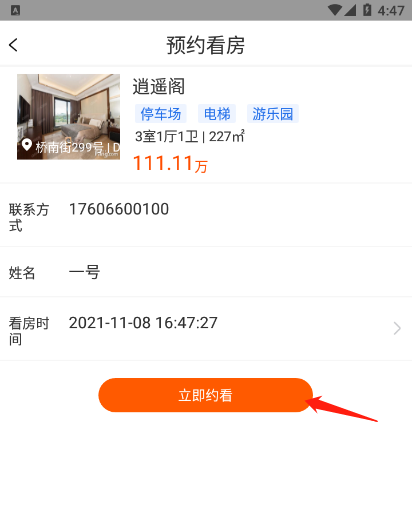 4:47
预约看房
逍遥阁
停车场 电梯 游乐园
3室1厅1卫 | 227㎡
桥南街299号 | D
111.11万
联系方式 17606600100
姓名 一号
看房时间 2021-11-08 16:47:27
立即约看